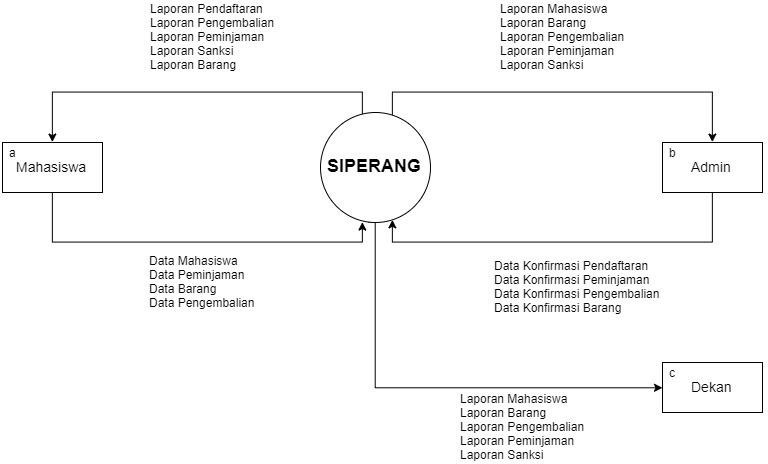 Laporan Pendaftaran
Laporan Pengembalian
Laporan Peminjaman
Laporan Sanksi
Laporan Barang
Laporan Mahasiswa
Laporan Barang
Laporan Pengembalian
Laporan Peminjaman
Laporan Sanksi
a
Mahasiswa
SIPERANG
b
Admin
Data Mahasiswa
Data Peminjaman
Data Barang
Data Pengembalian
Data Konfirmasi Pendaftaran
Data Konfirmasi Peminjaman
Data Konfirmasi Pengembalian
Data Konfirmasi Barang
c
Dekan
Laporan Mahasiswa
Laporan Barang
Laporan Pengembalian
Laporan Peminjaman
Laporan Sanksi